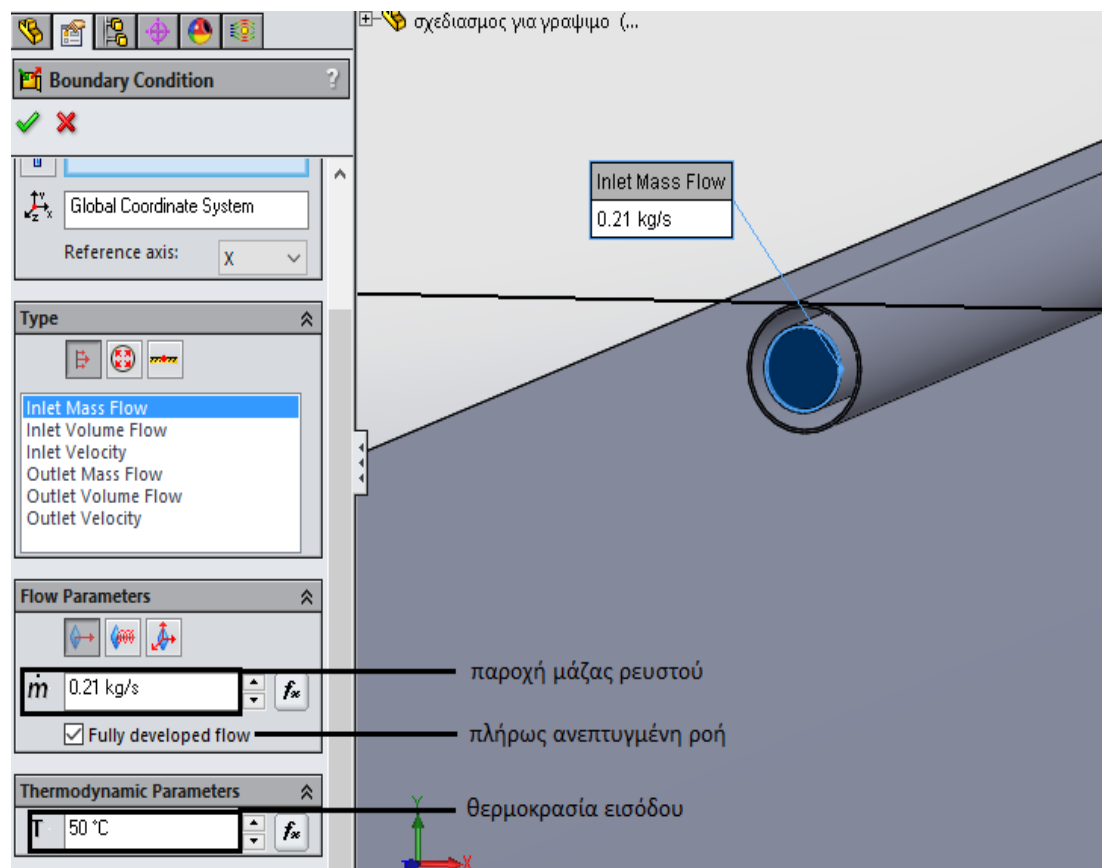 σχεδιασμος για γραψιμο (...
Boundary Condition
?
Global Coordinate System
Reference axis:
X
Type
Inlet Mass Flow
Inlet Volume Flow
Inlet Velocity
Outlet Mass Flow
Outlet Volume Flow
Outlet Velocity
Flow Parameters
ṁ 0.21 kg/s fx
Fully developed flow
Thermodynamic Parameters
T 50 °C fx
Inlet Mass Flow
0.21 kg/s
παροχή μάζας ρευστού
πλήρως ανεπτυγμένη ροή
θερμοκρασία εισόδου
Y
X